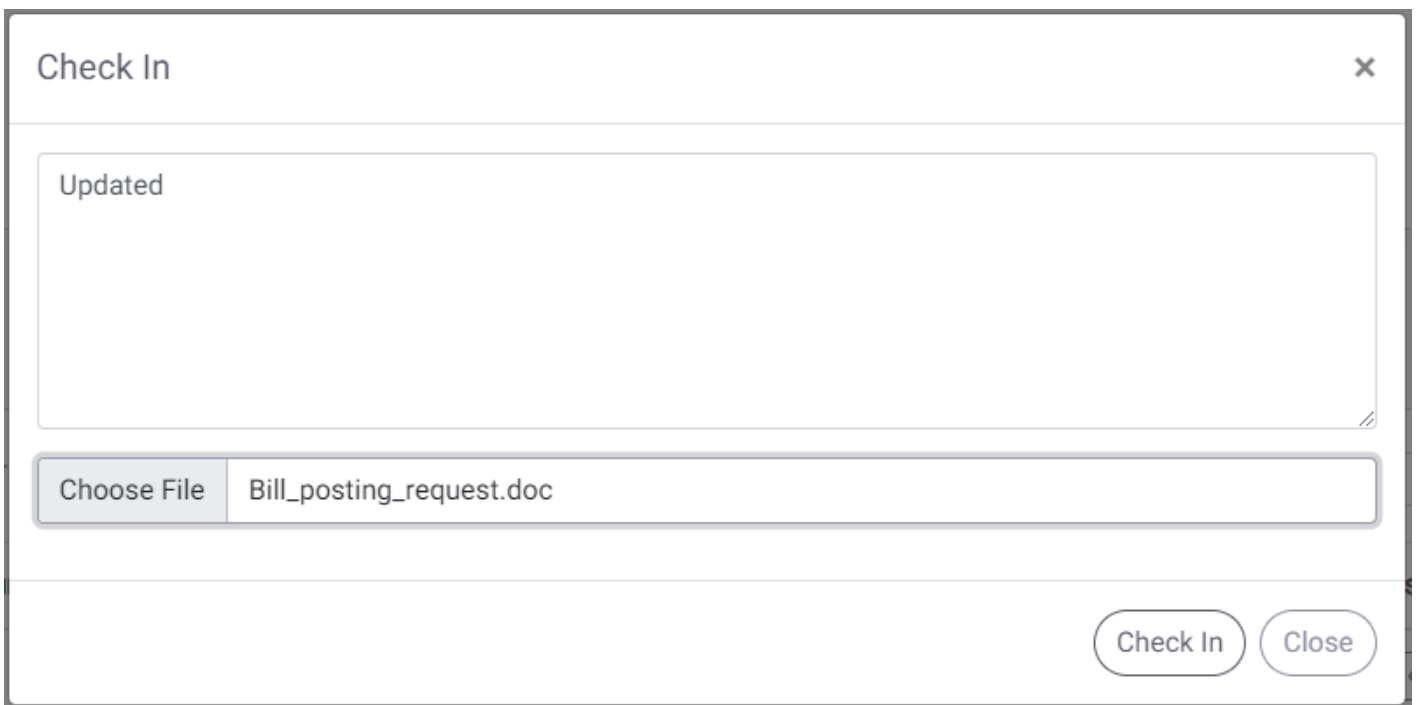 Check In ×
Updated
Choose File Bill_posting_request.doc
Check In Close